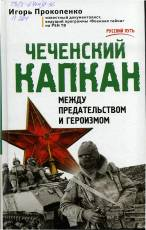 Игорь Прокопенко
известный документалист,
ведущий программы «Военная тайна»
на РЕН ТВ
РУССКИЙ ПУТЬ
ЧЕЧЕНСКИЙ
КАПКАН
МЕЖДУ
ПРЕДАТЕЛЬСТВОМ
И ГЕРОИЗМОМ